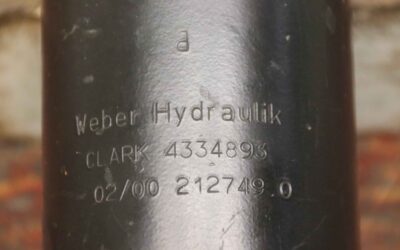 a
Weber Hydraulik
CLARK 4334893
02/00 212749.0